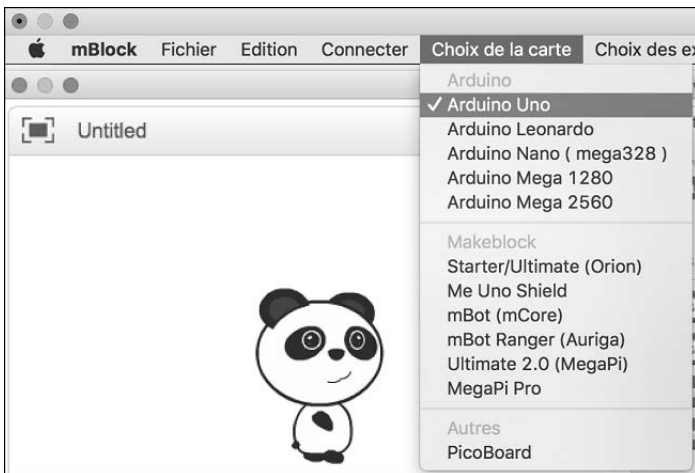 mBlock Fichier Edition Connecter Choix de la carte Choix des
Untitled
Arduino
✓ Arduino Uno
Arduino Leonardo
Arduino Nano ( mega328 )
Arduino Mega 1280
Arduino Mega 2560
Makeblock
Starter/Ultimate (Orion)
Me Uno Shield
mBot (mCore)
mBot Ranger (Auriga)
Ultimate 2.0 (MegaPi)
MegaPi Pro
Autres
PicoBoard